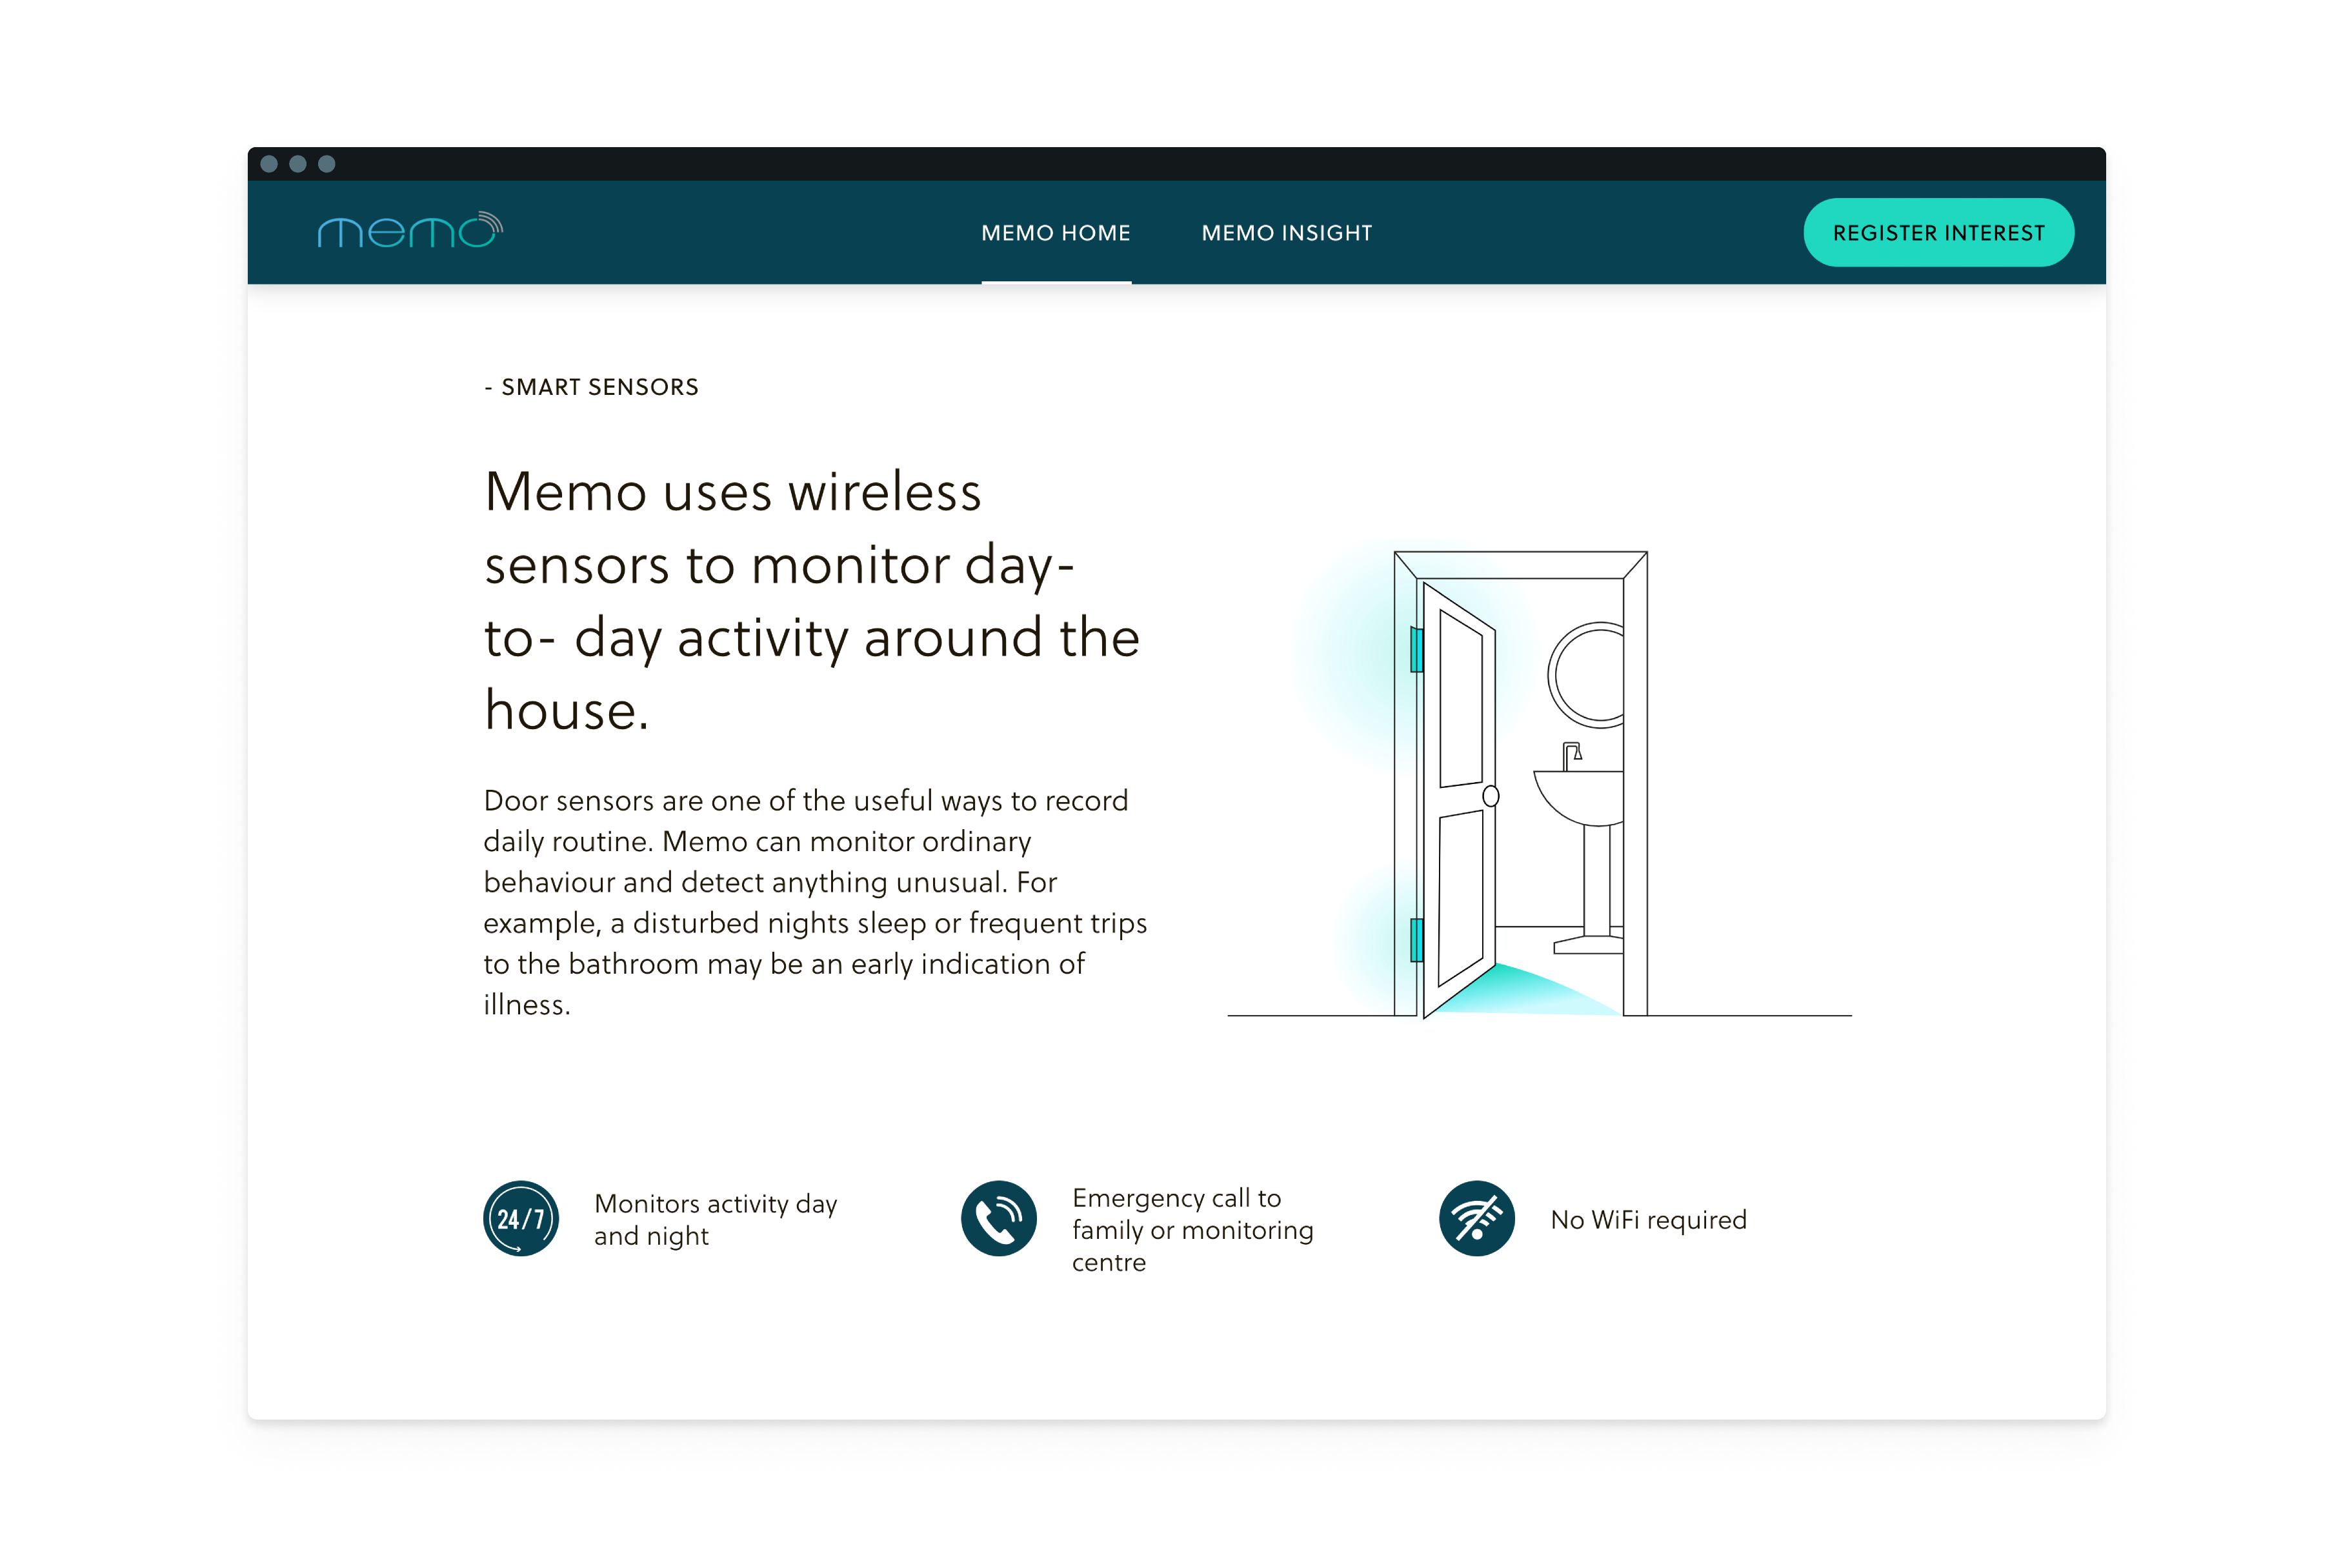 memo
MEMO HOME
MEMO INSIGHT
REGISTER INTEREST
- SMART SENSORS
Memo uses wireless
sensors to monitor day-
to- day activity around the
house.
Door sensors are one of the useful ways to record
daily routine. Memo can monitor ordinary
behaviour and detect anything unusual. For
example, a disturbed nights sleep or frequent trips
to the bathroom may be an early indication of
illness.
24/7
Monitors activity day
and night
Emergency call to
family or monitoring
centre
No WiFi required